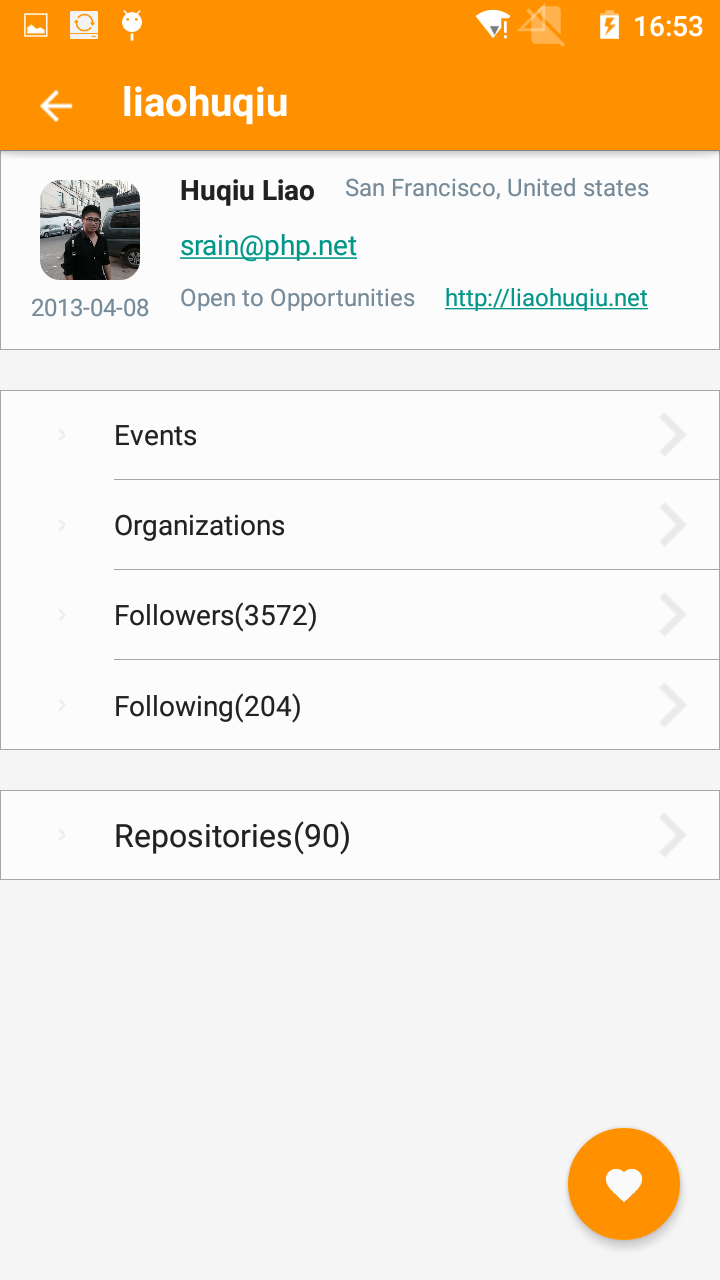 16:53
liaohuqiu
Huqiu Liao San Francisco, United states
srain@php.net
2013-04-08 Open to Opportunities http://liaohuqiu.net
Events
Organizations
Followers(3572)
Following(204)
Repositories(90)